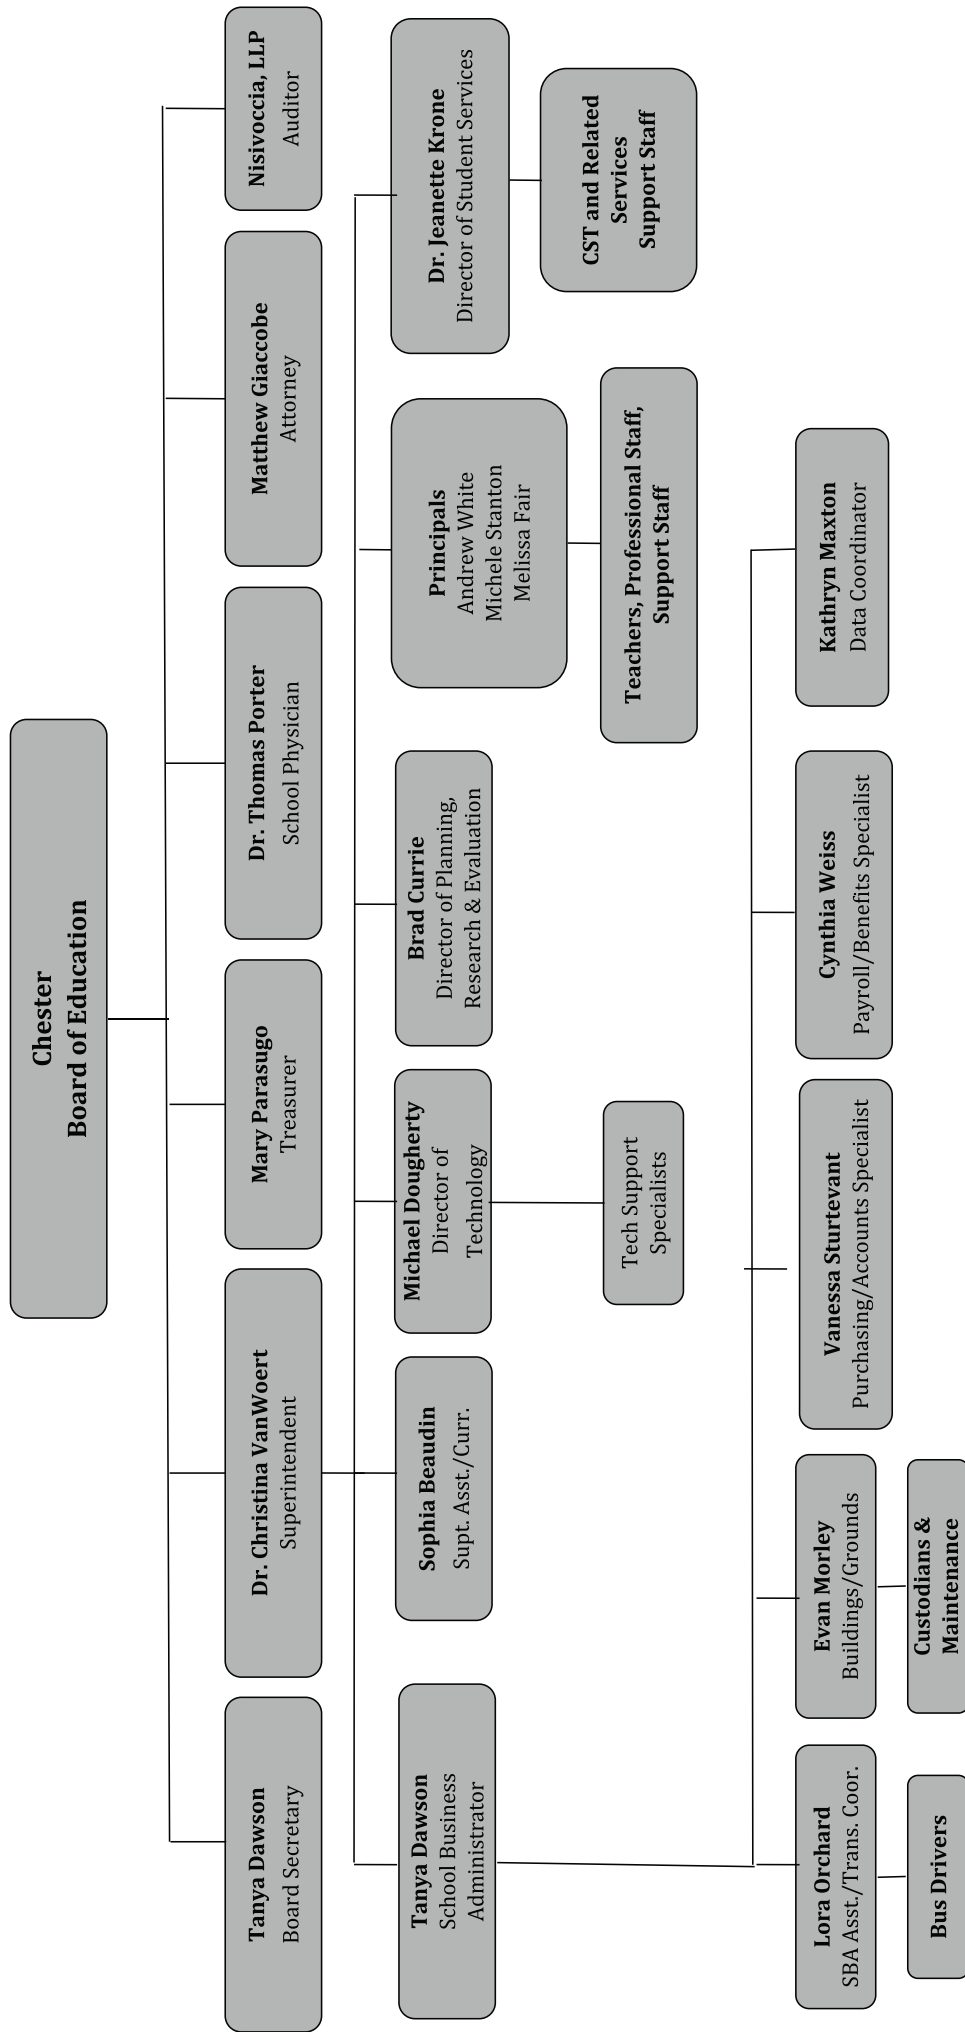 Chester
Board of Education
Tanya Dawson
Board Secretary
Dr. Christina VanWoert
Superintendent
Mary Parasugo
Treasurer
Dr. Thomas Porter
School Physician
Matthew Giaccobe
Attorney
Nisivoccia, LLP
Auditor
Tanya Dawson
School Business
Administrator
Sophia Beaudin
Supt. Asst./Curr.
Michael Dougherty
Director of
Technology
Brad Currie
Director of Planning,
Research & Evaluation
Principals
Andrew White
Michele Stanton
Melissa Fair
Dr. Jeanette Krone
Director of Student Services
Tech Support
Specialists
Teachers, Professional Staff,
Support Staff
CST and Related
Services
Support Staff
Lora Orchard
SBA Asst./Trans. Coor.
Evan Morley
Buildings/Grounds
Vanessa Sturtevant
Purchasing/Accounts Specialist
Cynthia Weiss
Payroll/Benefits Specialist
Kathryn Maxton
Data Coordinator
Bus Drivers
Custodians &
Maintenance